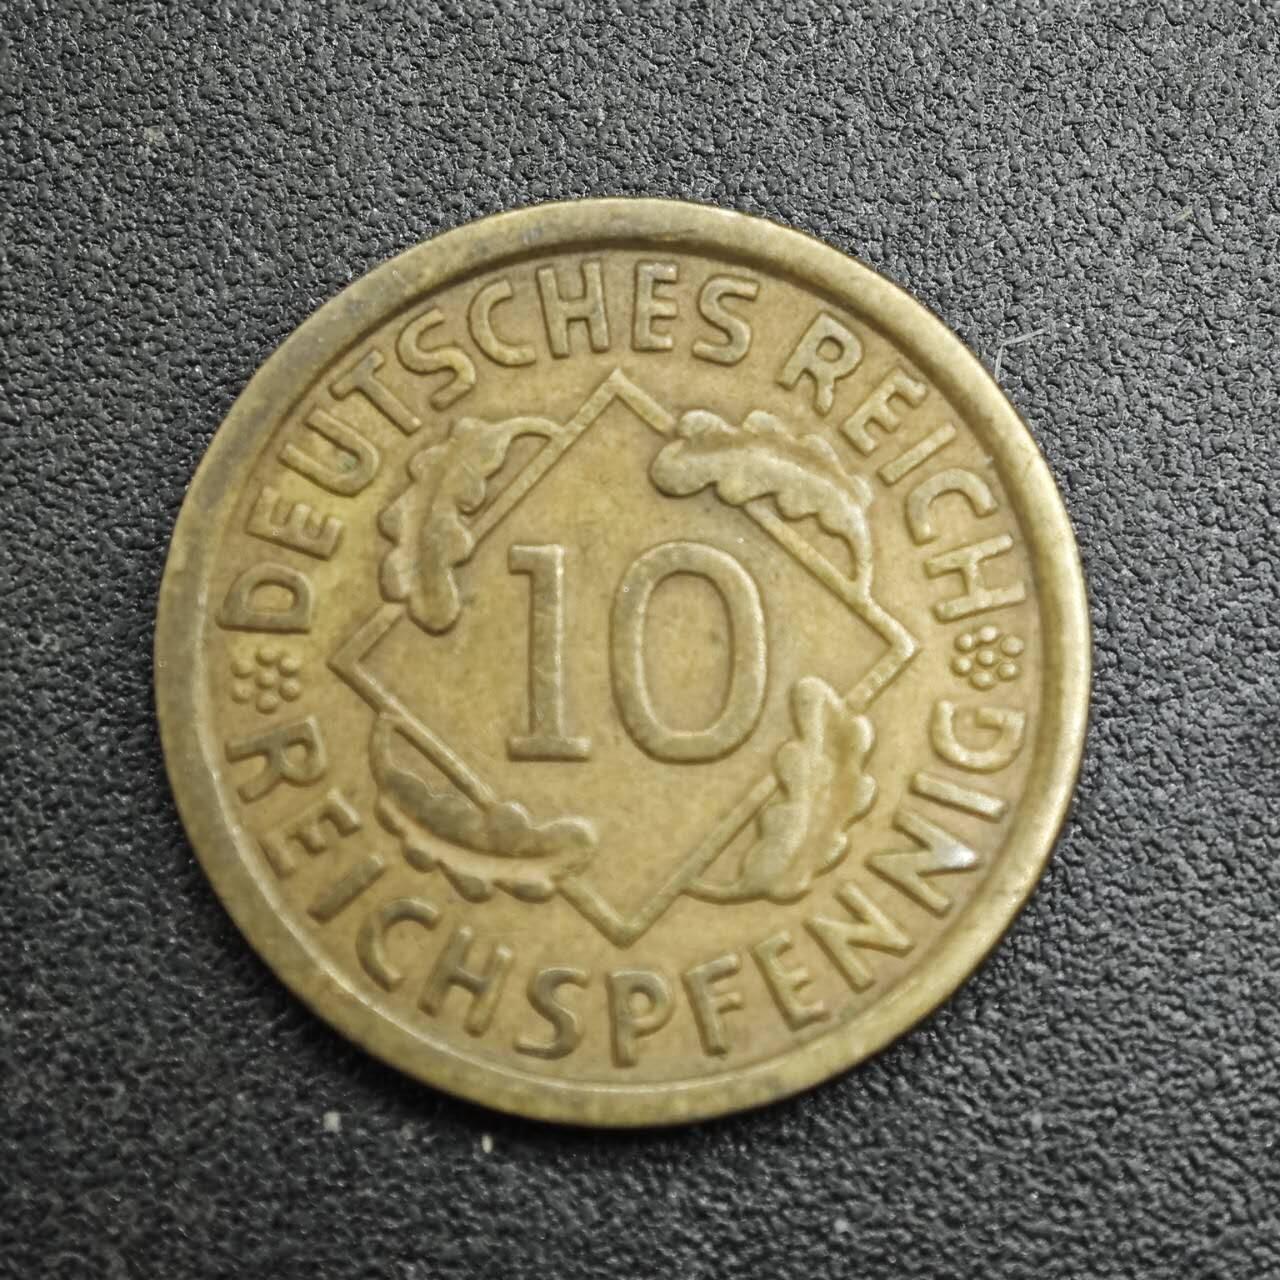 DEUTSCHES REICH
10
REICHSPFENNIG